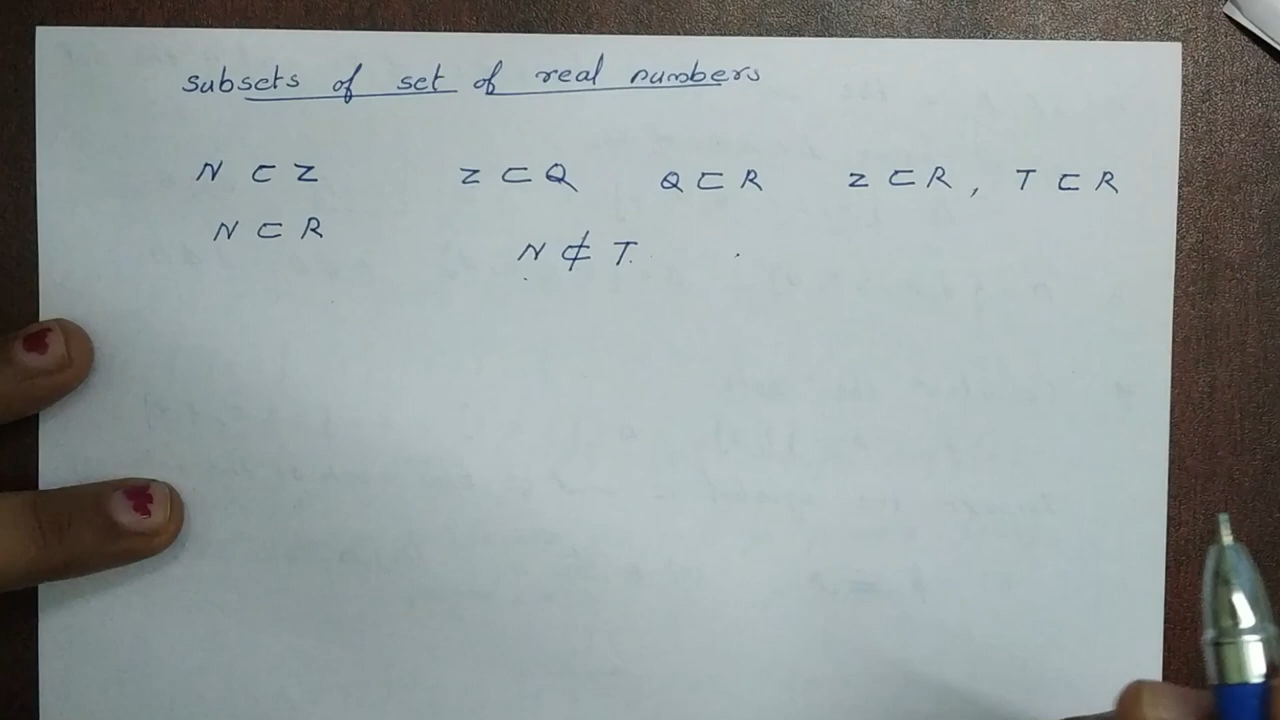 subsets of set of real numbers
N ⊂ Z Z ⊂ Q Q ⊂ R Z ⊂ R , T ⊂ R
N ⊂ R N ⊄ T.